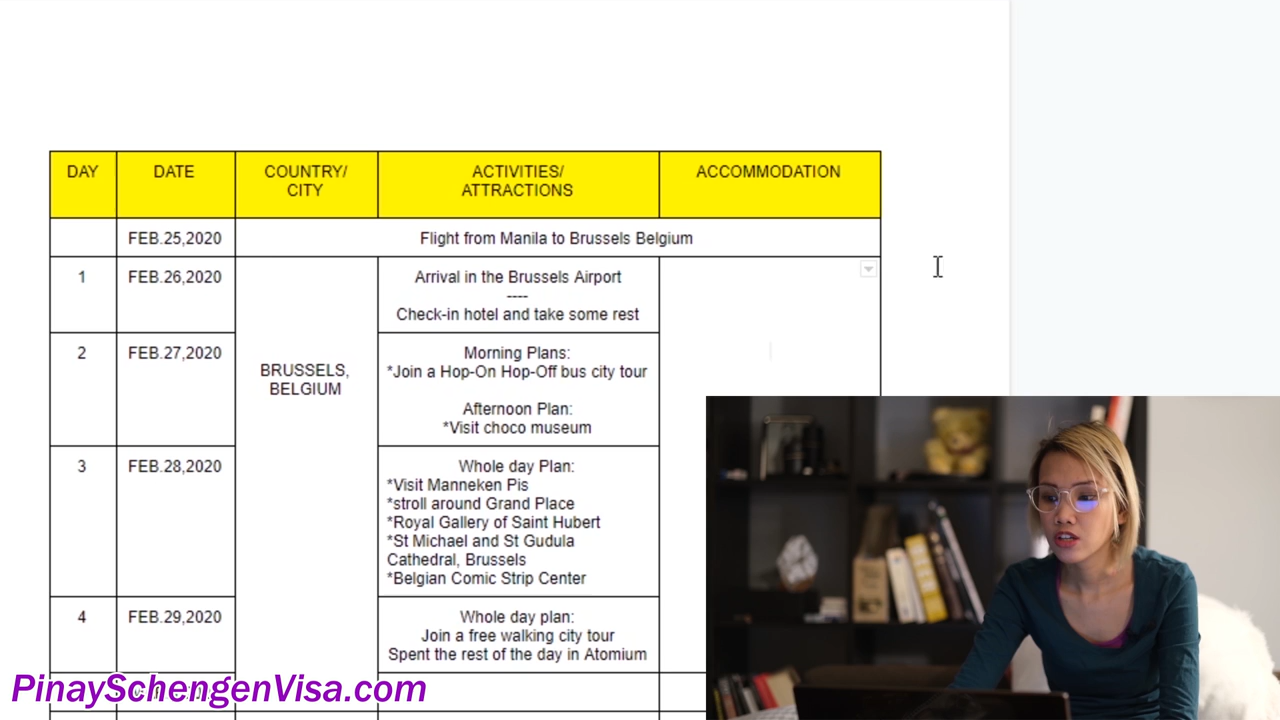 DAY DATE COUNTRY/ ACTIVITIES/ ACCOMMODATION
CITY ATTRACTIONS
FEB.25,2020 Flight from Manila to Brussels Belgium
1 FEB.26,2020 Arrival in the Brussels Airport
----
Check-in hotel and take some rest
2 FEB.27,2020 Morning Plans:
*Join a Hop-On Hop-Off bus city tour
BRUSSELS,
BELGIUM
Afternoon Plan:
*Visit choco museum
3 FEB.28,2020 Whole day Plan:
*Visit Manneken Pis
*stroll around Grand Place
*Royal Gallery of Saint Hubert
*St Michael and St Gudula
Cathedral, Brussels
*Belgian Comic Strip Center
4 FEB.29,2020 Whole day plan:
Join a free walking city tour
Spent the rest of the day in Atomium
PinaySchengenVisa.com